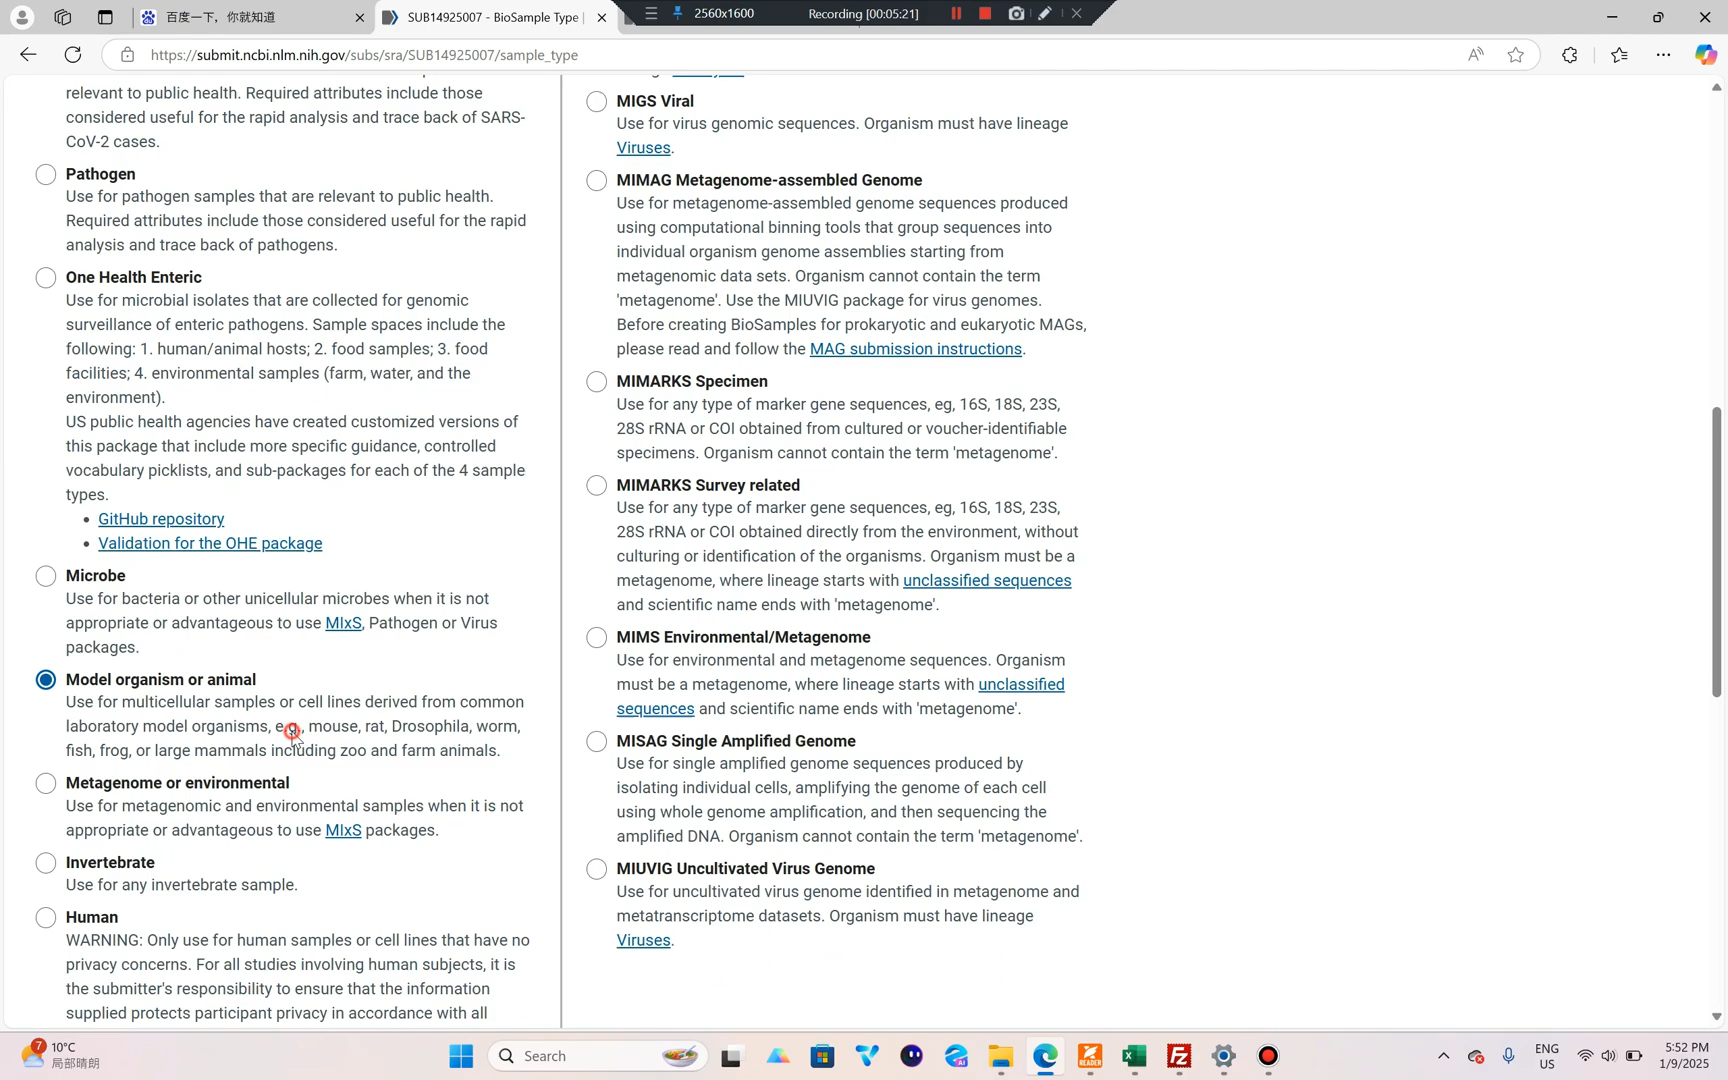 百度一下，你就知道
SUB14925007 - BioSample Type
2560x1600
Recording [00:05:21]
https://submit.ncbi.nlm.nih.gov/subs/sra/SUB14925007/sample_type
relevant to public health. Required attributes include those
considered useful for the rapid analysis and trace back of SARS-
CoV-2 cases.
Pathogen
Use for pathogen samples that are relevant to public health.
Required attributes include those considered useful for the rapid
analysis and trace back of pathogens.
One Health Enteric
Use for microbial isolates that are collected for genomic
surveillance of enteric pathogens. Sample spaces include the
following: 1. human/animal hosts; 2. food samples; 3. food
facilities; 4. environmental samples (farm, water, and the
environment).
US public health agencies have created customized versions of
this package that include more specific guidance, controlled
vocabulary picklists, and sub-packages for each of the 4 sample
types.
• GitHub repository
• Validation for the OHE package
Microbe
Use for bacteria or other unicellular microbes when it is not
appropriate or advantageous to use MIxS, Pathogen or Virus
packages.
Model organism or animal
Use for multicellular samples or cell lines derived from common
laboratory model organisms, e.g., mouse, rat, Drosophila, worm,
fish, frog, or large mammals including zoo and farm animals.
Metagenome or environmental
Use for metagenomic and environmental samples when it is not
appropriate or advantageous to use MIxS packages.
Invertebrate
Use for any invertebrate sample.
Human
WARNING: Only use for human samples or cell lines that have no
privacy concerns. For all studies involving human subjects, it is
the submitter's responsibility to ensure that the information
supplied protects participant privacy in accordance with all
MIGS Viral
Use for virus genomic sequences. Organism must have lineage
Viruses.
MIMAG Metagenome-assembled Genome
Use for metagenome-assembled genome sequences produced
using computational binning tools that group sequences into
individual organism genome assemblies starting from
metagenomic data sets. Organism cannot contain the term
'metagenome'. Use the MIUVIG package for virus genomes.
Before creating BioSamples for prokaryotic and eukaryotic MAGs,
please read and follow the MAG submission instructions.
MIMARKS Specimen
Use for any type of marker gene sequences, eg, 16S, 18S, 23S,
28S rRNA or COI obtained from cultured or voucher-identifiable
specimens. Organism cannot contain the term 'metagenome'.
MIMARKS Survey related
Use for any type of marker gene sequences, eg, 16S, 18S, 23S,
28S rRNA or COI obtained directly from the environment, without
culturing or identification of the organisms. Organism must be a
metagenome, where lineage starts with unclassified sequences
and scientific name ends with 'metagenome'.
MIMS Environmental/Metagenome
Use for environmental and metagenome sequences. Organism
must be a metagenome, where lineage starts with unclassified
sequences and scientific name ends with 'metagenome'.
MISAG Single Amplified Genome
Use for single amplified genome sequences produced by
isolating individual cells, amplifying the genome of each cell
using whole genome amplification, and then sequencing the
amplified DNA. Organism cannot contain the term 'metagenome'.
MIUVIG Uncultivated Virus Genome
Use for uncultivated virus genome identified in metagenome and
metatranscriptome datasets. Organism must have lineage
Viruses.
7
10°C
局部晴朗
Search
READER
ENG
US
5:52 PM
1/9/2025